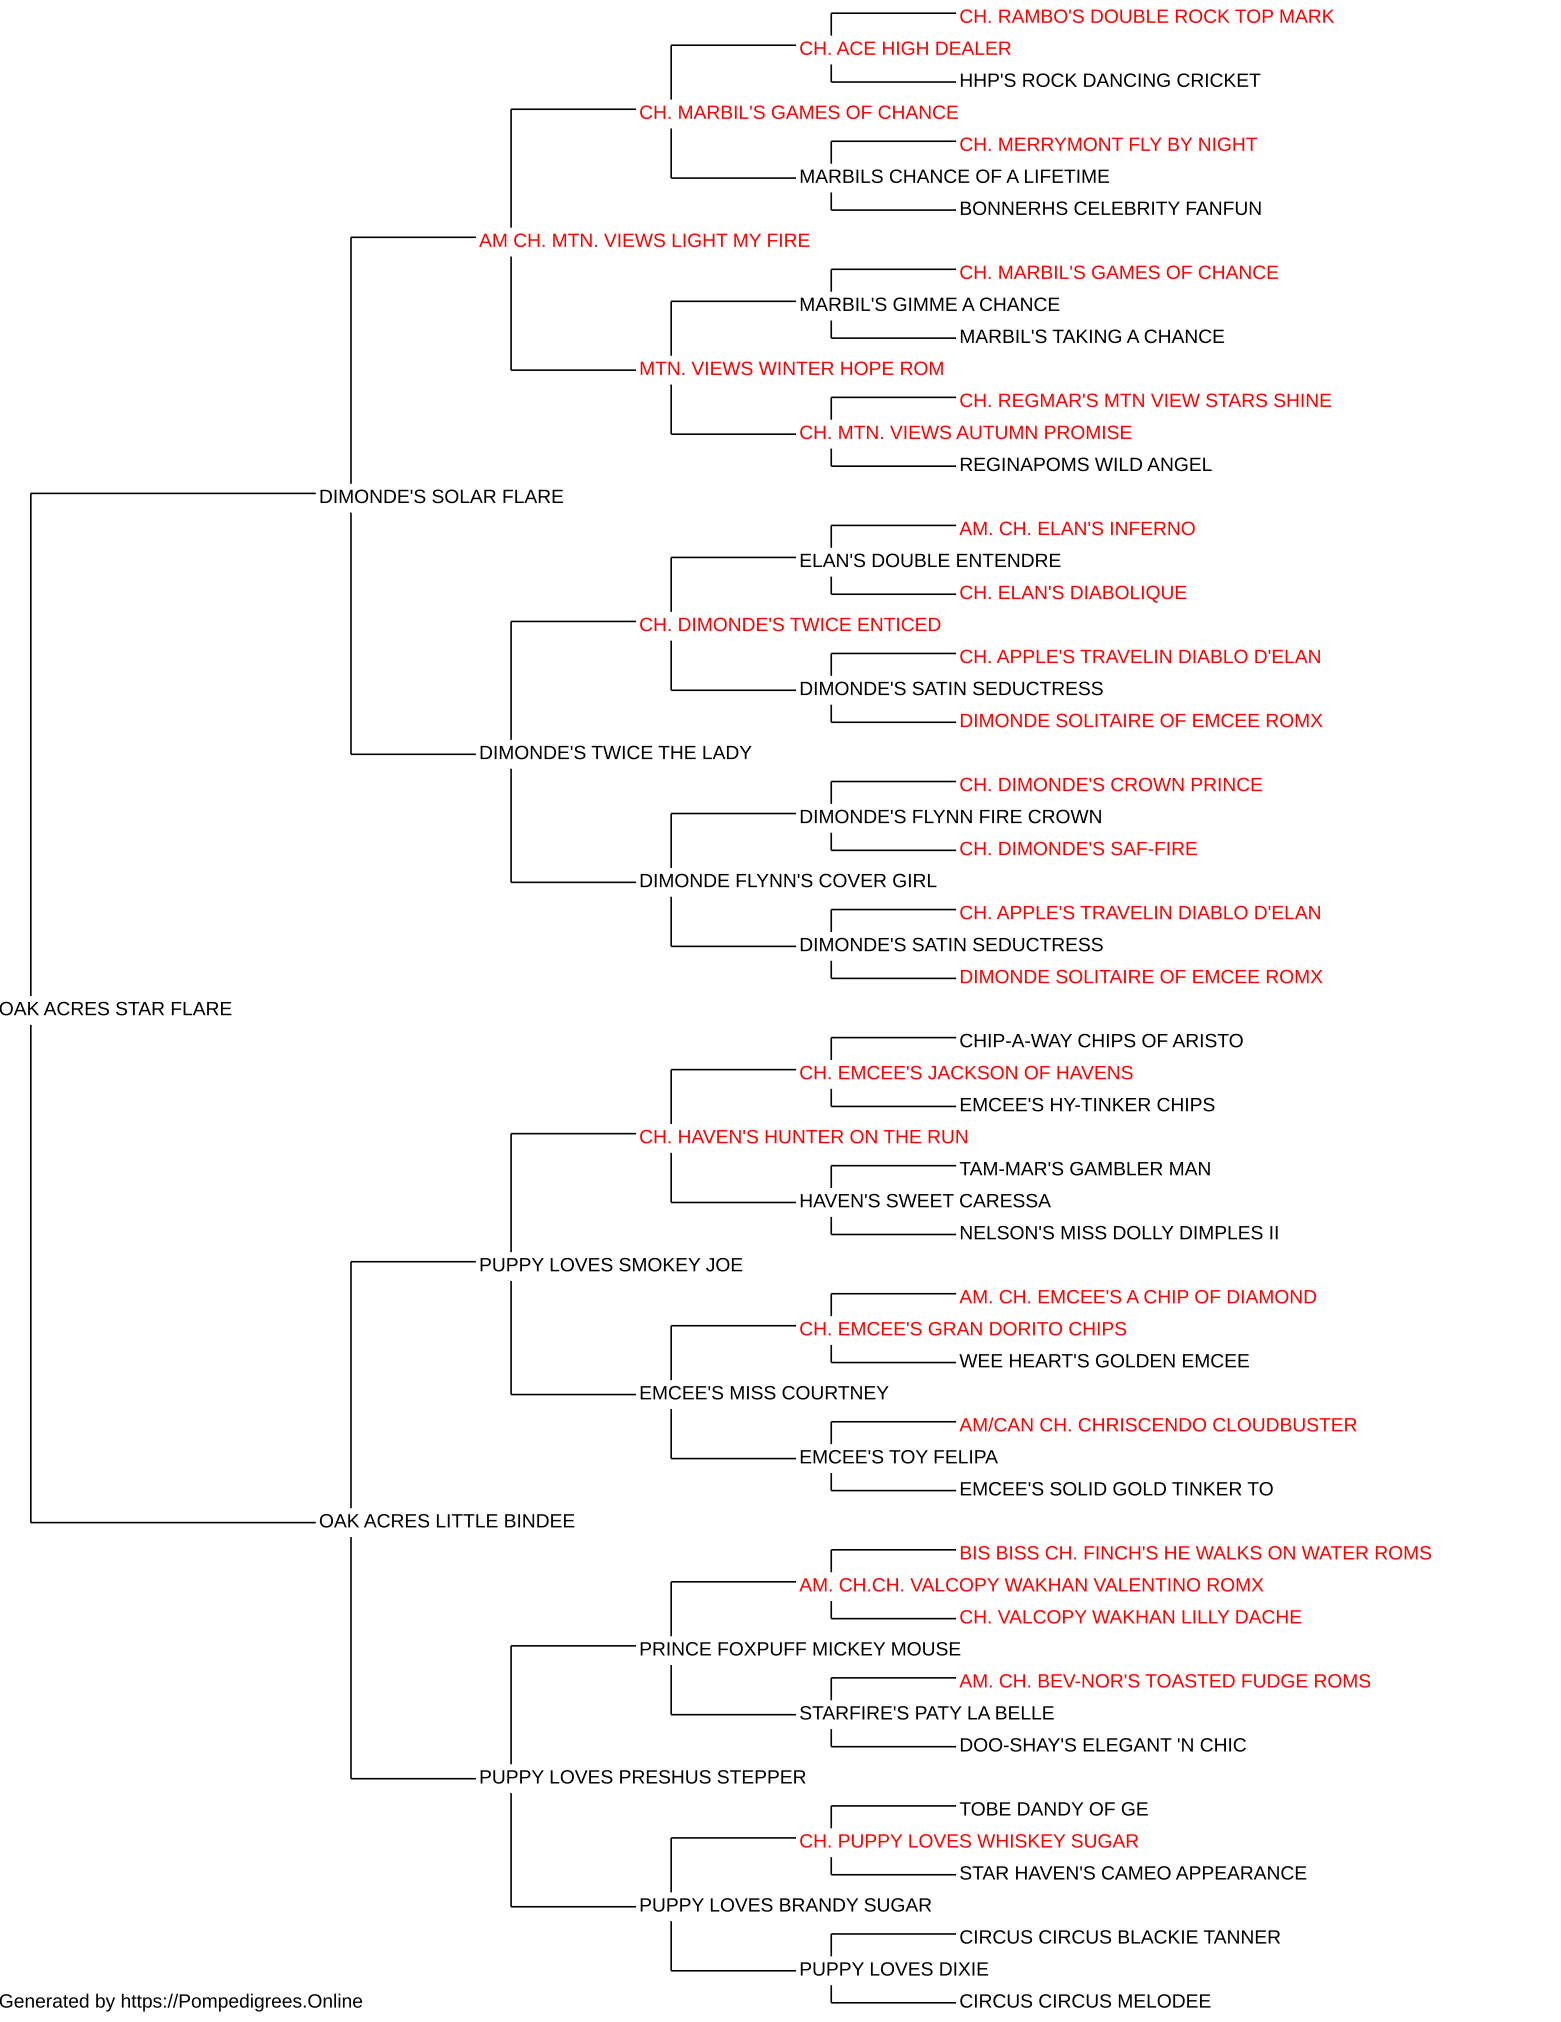 CH. RAMBO'S DOUBLE ROCK TOP MARK
CH. ACE HIGH DEALER
HHP'S ROCK DANCING CRICKET
CH. MARBIL'S GAMES OF CHANCE
CH. MERRYMONT FLY BY NIGHT
MARBILS CHANCE OF A LIFETIME
BONNERHS CELEBRITY FANFUN
AM CH. MTN. VIEWS LIGHT MY FIRE
CH. MARBIL'S GAMES OF CHANCE
MARBIL'S GIMME A CHANCE
MARBIL'S TAKING A CHANCE
MTN. VIEWS WINTER HOPE ROM
CH. REGMAR'S MTN VIEW STARS SHINE
CH. MTN. VIEWS AUTUMN PROMISE
REGINAPOMS WILD ANGEL
DIMONDE'S SOLAR FLARE
AM. CH. ELAN'S INFERNO
ELAN'S DOUBLE ENTENDRE
CH. ELAN'S DIABOLIQUE
CH. DIMONDE'S TWICE ENTICED
CH. APPLE'S TRAVELIN DIABLO D'ELAN
DIMONDE'S SATIN SEDUCTRESS
DIMONDE SOLITAIRE OF EMCEE ROMX
DIMONDE'S TWICE THE LADY
CH. DIMONDE'S CROWN PRINCE
DIMONDE'S FLYNN FIRE CROWN
CH. DIMONDE'S SAF-FIRE
DIMONDE FLYNN'S COVER GIRL
CH. APPLE'S TRAVELIN DIABLO D'ELAN
DIMONDE'S SATIN SEDUCTRESS
DIMONDE SOLITAIRE OF EMCEE ROMX
OAK ACRES STAR FLARE
CHIP-A-WAY CHIPS OF ARISTO
CH. EMCEE'S JACKSON OF HAVENS
EMCEE'S HY-TINKER CHIPS
CH. HAVEN'S HUNTER ON THE RUN
TAM-MAR'S GAMBLER MAN
HAVEN'S SWEET CARESSA
NELSON'S MISS DOLLY DIMPLES II
PUPPY LOVES SMOKEY JOE
AM. CH. EMCEE'S A CHIP OF DIAMOND
CH. EMCEE'S GRAN DORITO CHIPS
WEE HEART'S GOLDEN EMCEE
EMCEE'S MISS COURTNEY
AM/CAN CH. CHRISCENDO CLOUDBUSTER
EMCEE'S TOY FELIPA
EMCEE'S SOLID GOLD TINKER TO
OAK ACRES LITTLE BINDEE
BIS BISS CH. FINCH'S HE WALKS ON WATER ROMS
AM. CH.CH. VALCOPY WAKHAN VALENTINO ROMX
CH. VALCOPY WAKHAN LILLY DACHE
PRINCE FOXPUFF MICKEY MOUSE
AM. CH. BEV-NOR'S TOASTED FUDGE ROMS
STARFIRE'S PATY LA BELLE
DOO-SHAY'S ELEGANT 'N CHIC
PUPPY LOVES PRESHUS STEPPER
TOBE DANDY OF GE
CH. PUPPY LOVES WHISKEY SUGAR
STAR HAVEN'S CAMEO APPEARANCE
PUPPY LOVES BRANDY SUGAR
CIRCUS CIRCUS BLACKIE TANNER
PUPPY LOVES DIXIE
CIRCUS CIRCUS MELODEE
Generated by https://Pompedigrees.Online